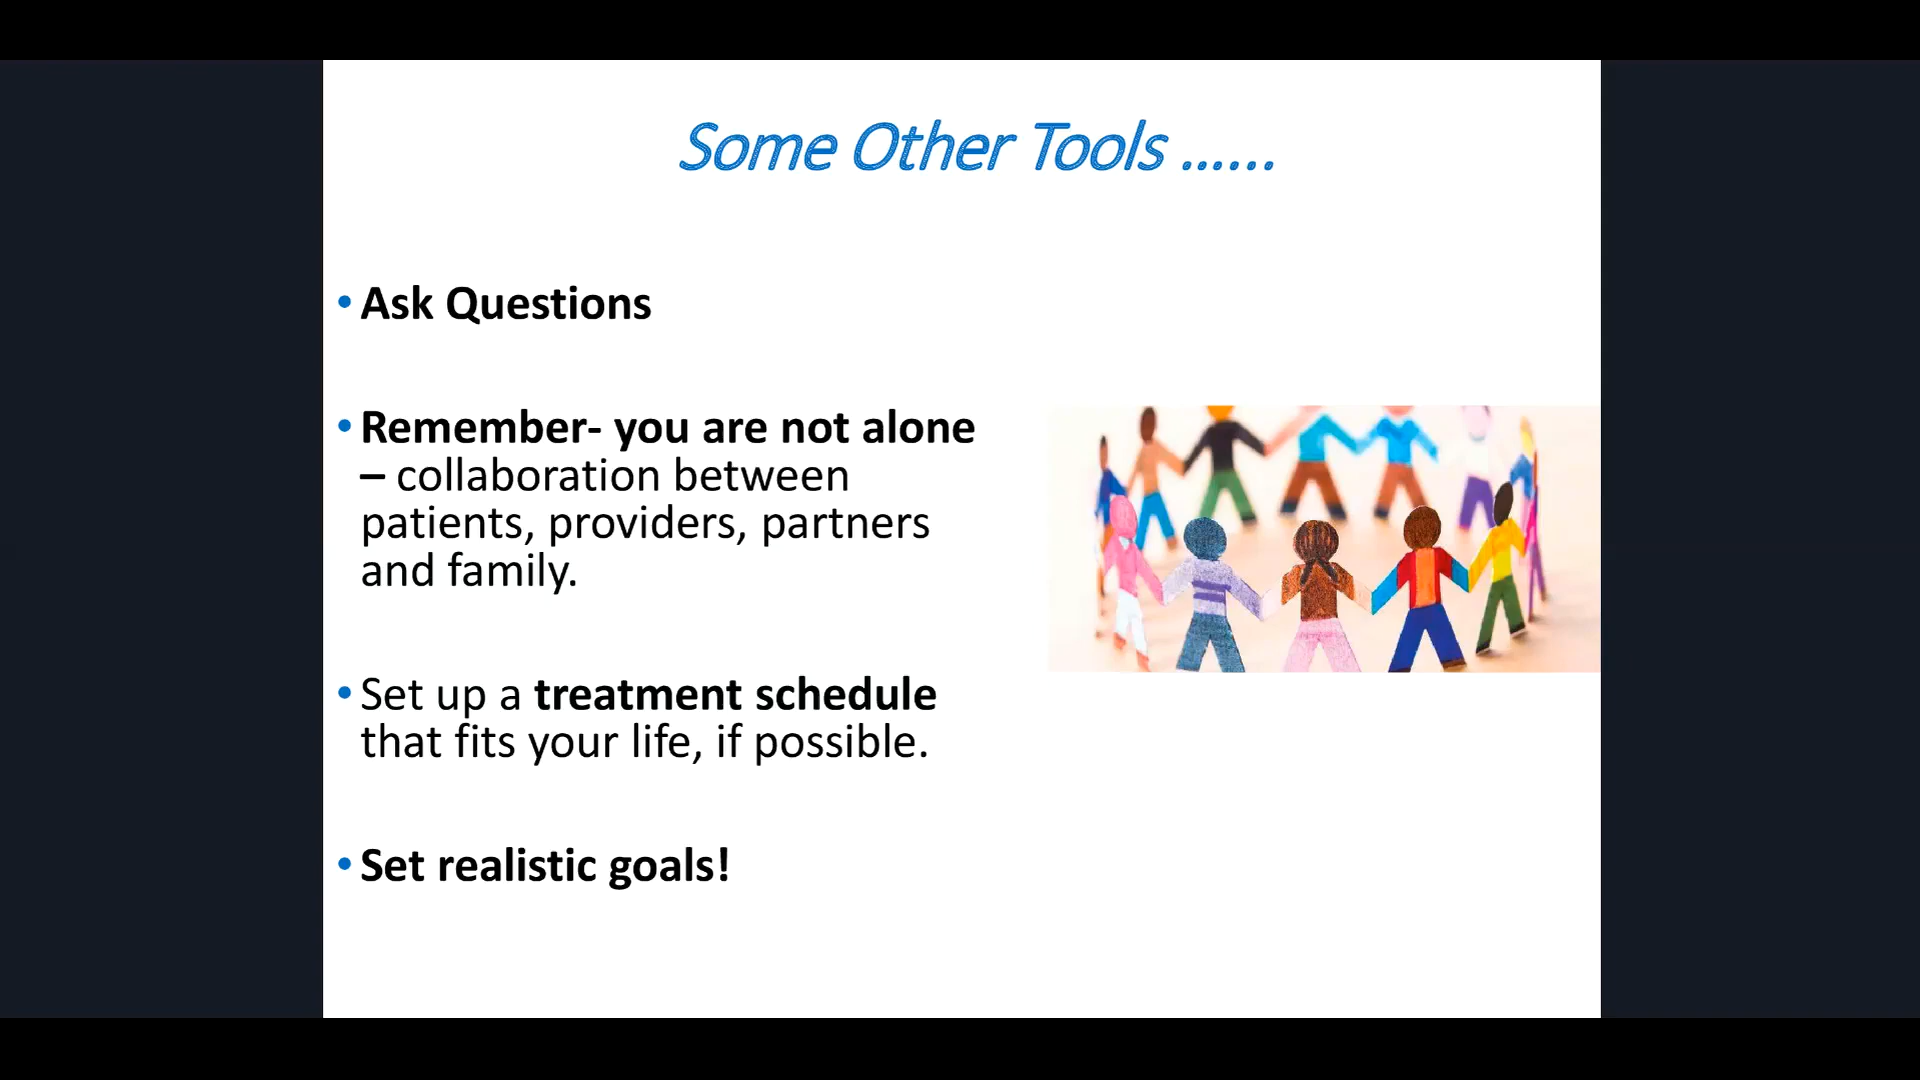 Some Other Tools ......
• Ask Questions
• Remember- you are not alone
– collaboration between
patients, providers, partners
and family.
• Set up a treatment schedule
that fits your life, if possible.
• Set realistic goals!